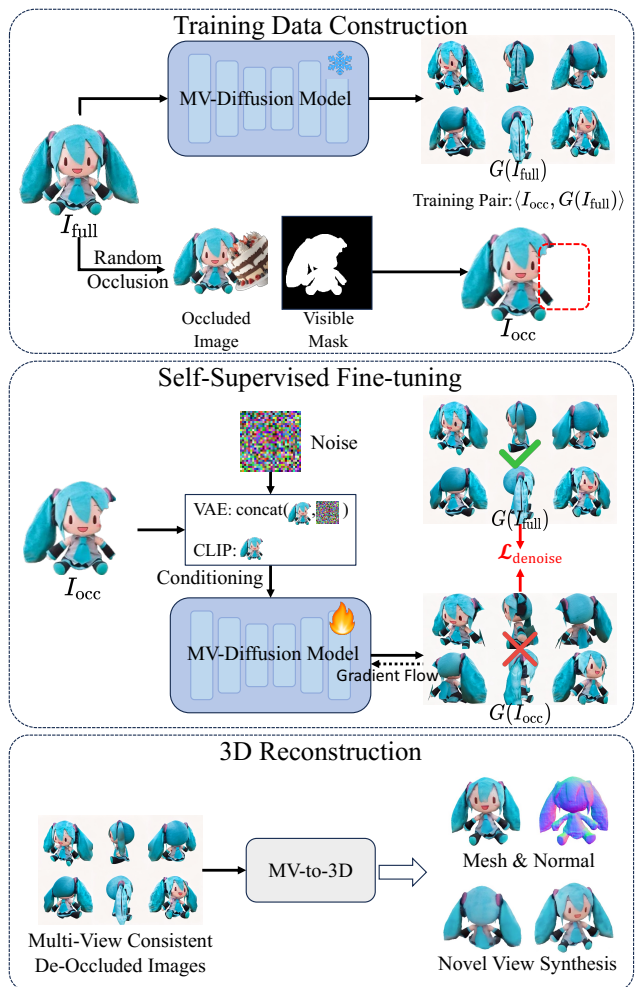 Training Data Construction
MV-Diffusion Model
G(I_full)
Training Pair: ⟨I_occ, G(I_full)⟩
I_full
Random
Occlusion
Occluded
Image
Visible
Mask
I_occ
Self-Supervised Fine-tuning
Noise
VAE: concat( , )
CLIP:
I_occ
Conditioning
G(I_full)
ℒ_denoise
MV-Diffusion Model
Gradient Flow
G(I_occ)
3D Reconstruction
MV-to-3D
Mesh & Normal
Multi-View Consistent
De-Occluded Images
Novel View Synthesis